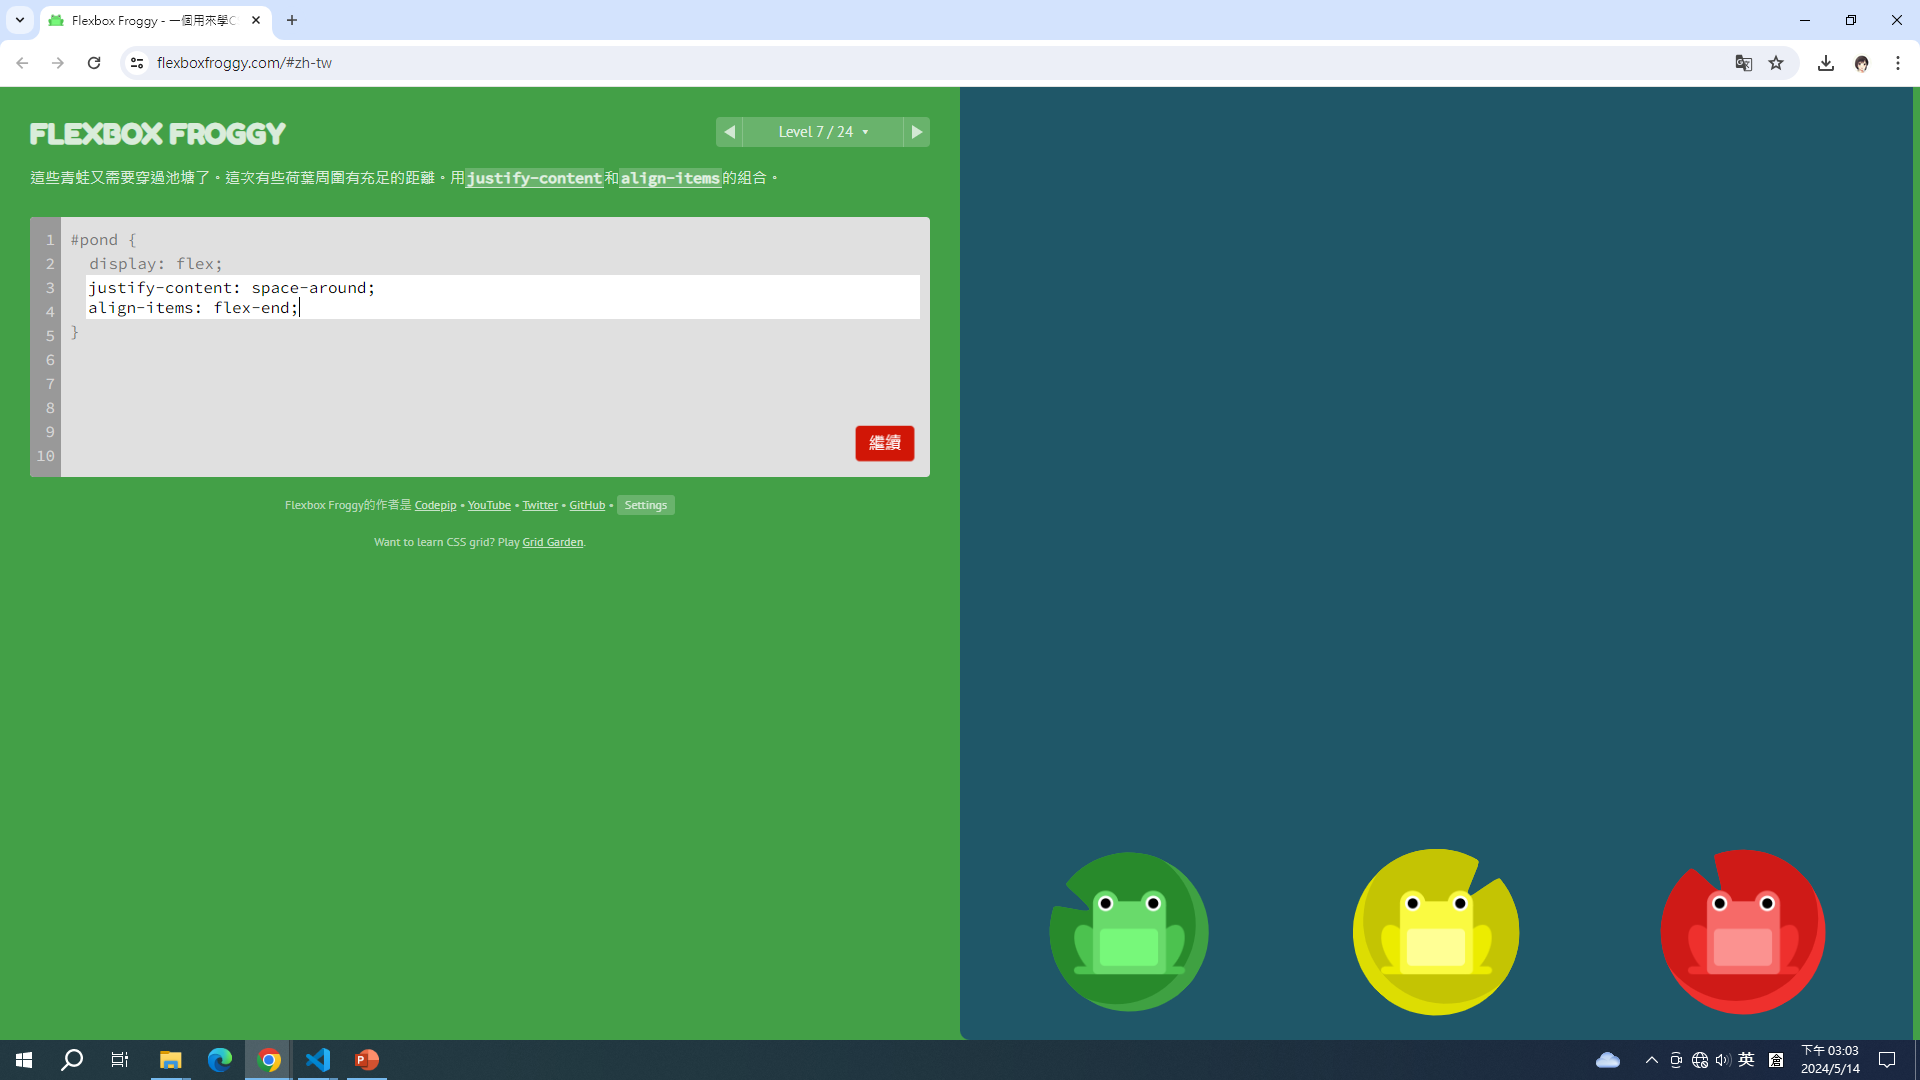 Flexbox Froggy - 一個用來學C
flexboxfroggy.com/#zh-tw
FLEXBOX FROGGY
Level 7 / 24 ▼
這些青蛙又需要穿過池塘了。這次有些荷葉周圍有充足的距離。用justify-content和align-items的組合。
1 #pond {
2 display: flex;
3 justify-content: space-around;
4 align-items: flex-end;
5 }
6
7
8
9
10
繼續
Flexbox Froggy的作者是 Codepip • YouTube • Twitter • GitHub • Settings
Want to learn CSS grid? Play Grid Garden.
英
下午 03:03
2024/5/14